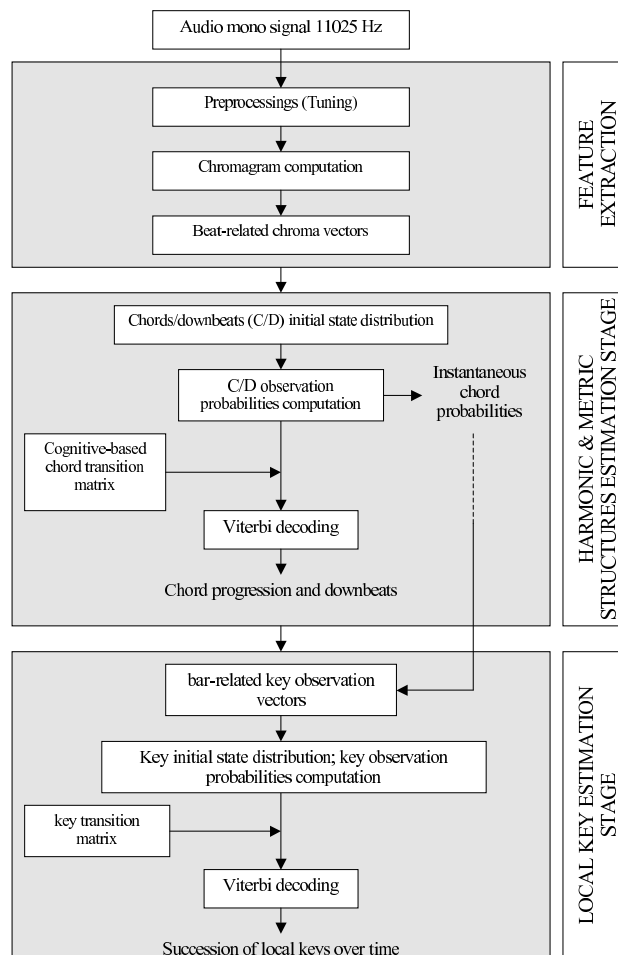 Audio mono signal 11025 Hz
Preprocessings (Tuning)
Chromagram computation
Beat-related chroma vectors
FEATURE
EXTRACTION
Chords/downbeats (C/D) initial state distribution
C/D observation
probabilities computation
Instantaneous
chord
probabilities
Cognitive-based
chord transition
matrix
Viterbi decoding
Chord progression and downbeats
HARMONIC & METRIC
STRUCTURES ESTIMATION STAGE
bar-related key observation
vectors
Key initial state distribution; key observation
probabilities computation
key transition
matrix
Viterbi decoding
Succession of local keys over time
LOCAL KEY ESTIMATION
STAGE